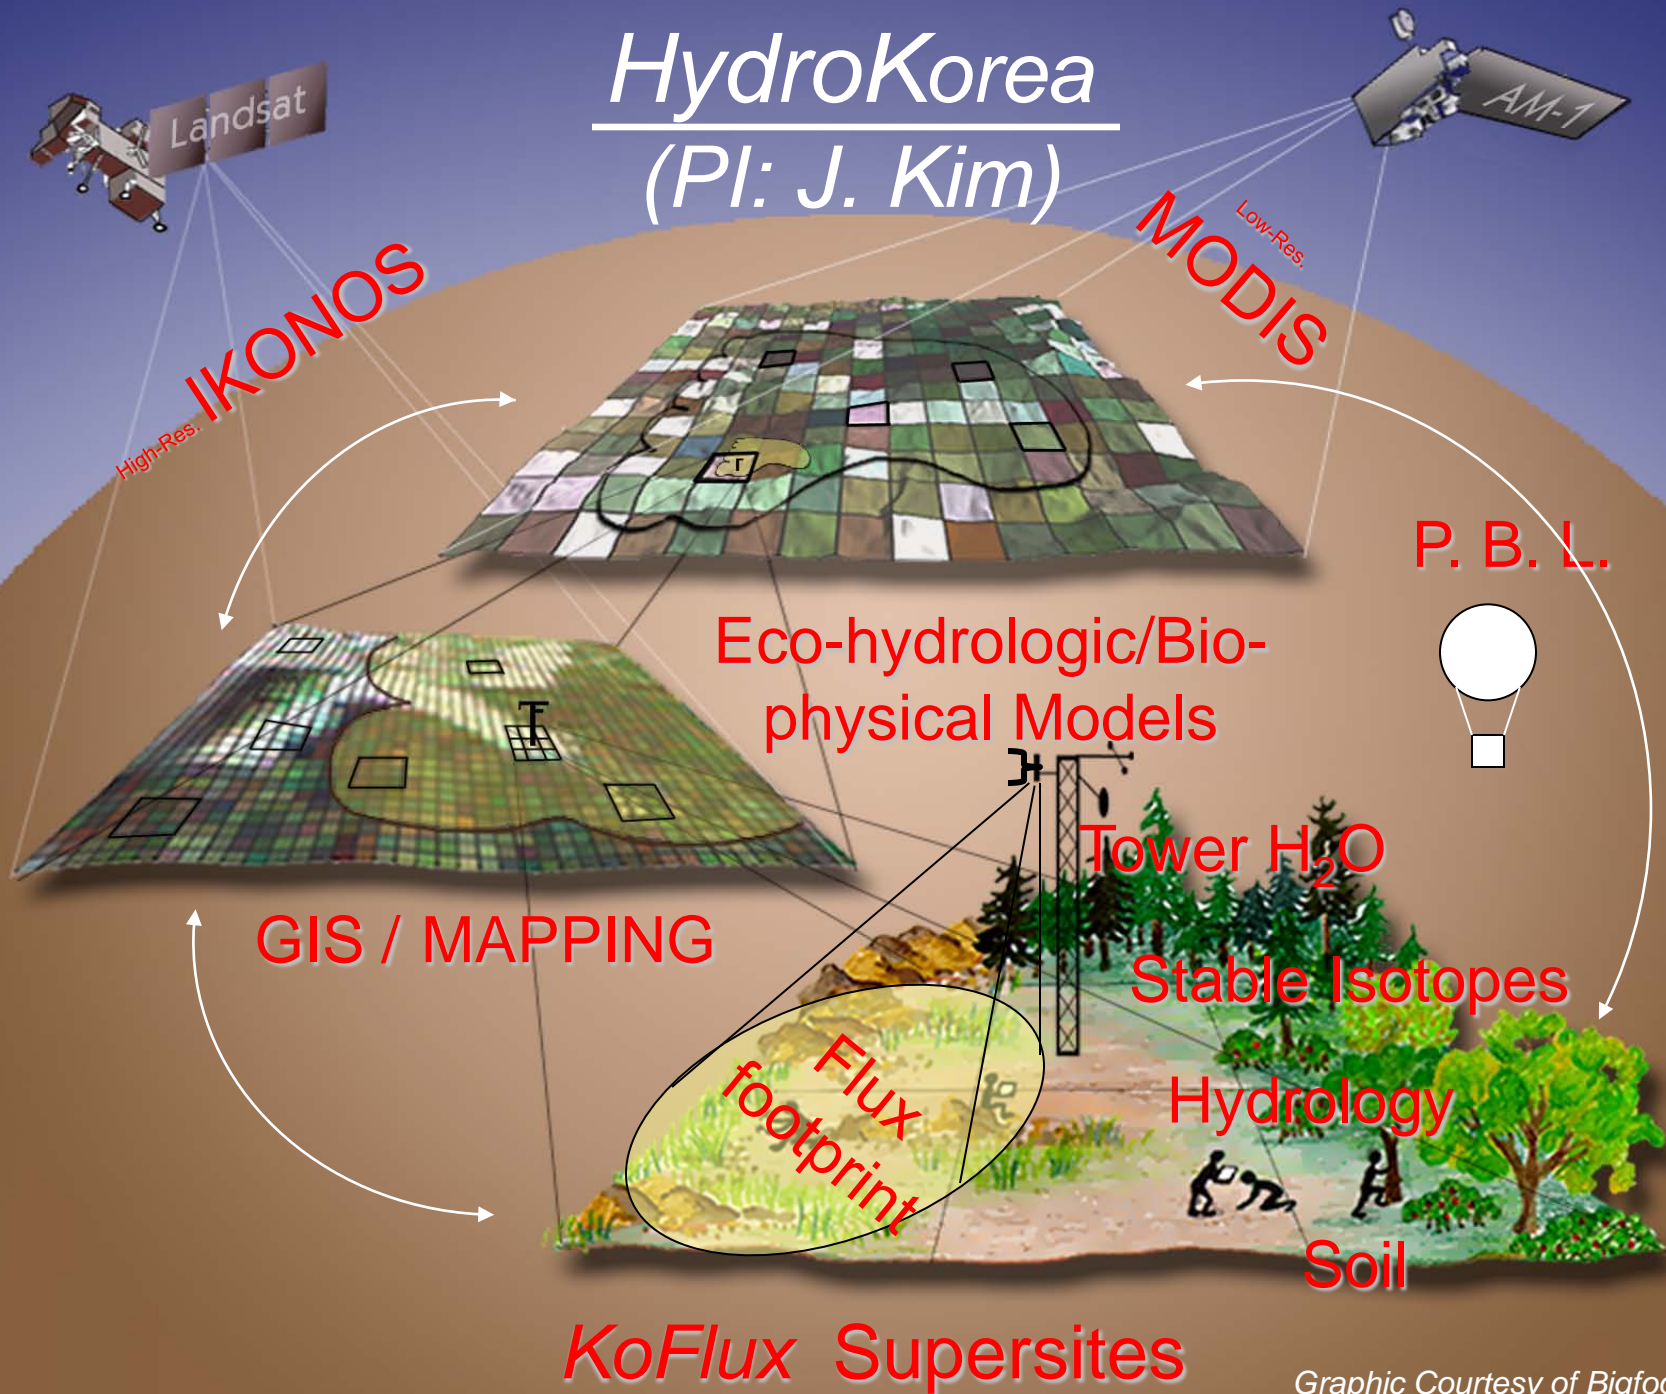 HydroKorea
(PI: J. Kim)
Landsat
AM-1
High-Res. IKONOS
Low-Res.
MODIS
T
P. B. L.
Eco-hydrologic/Bio-
physical Models
T
Tower H₂O
GIS / MAPPING
Stable Isotopes
Flux
footprint
Hydrology
Soil
KoFlux Supersites
Graphic Courtesy of